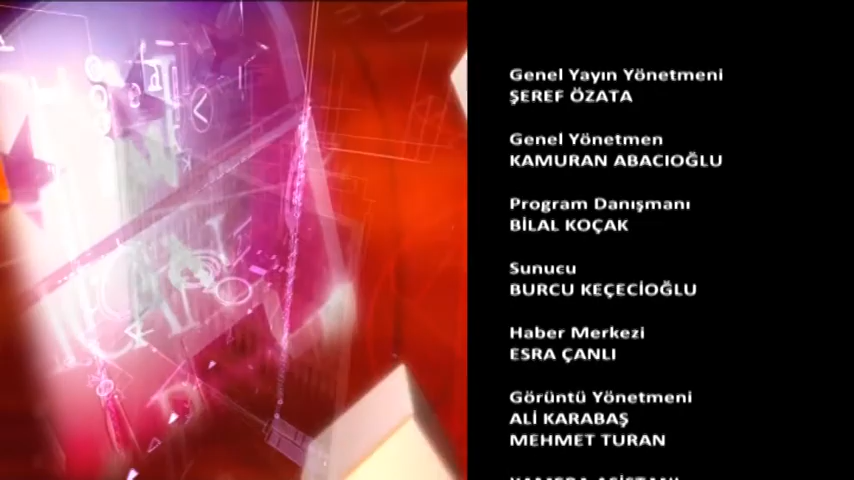 Genel Yayın Yönetmeni
ŞEREF ÖZATA
Genel Yönetmen
KAMURAN ABACIOĞLU
Program Danışmanı
BİLAL KOÇAK
Sunucu
BURCU KEÇECİOĞLU
Haber Merkezi
ESRA ÇANLI
Görüntü Yönetmeni
ALİ KARABAŞ
MEHMET TURAN